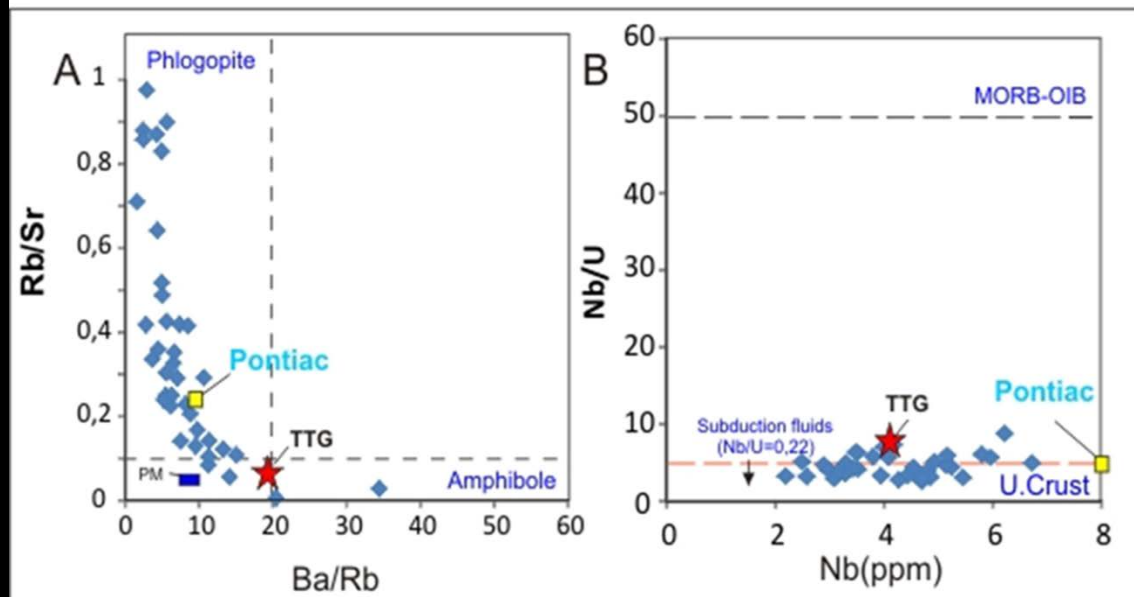 A
Phlogopite
1
0,8
0,6
0,4
0,2
0
Rb/Sr
Pontiac
TTG
PM
Amphibole
0 10 20 30 40 50 60
Ba/Rb
B
60
50
40
30
20
10
0
Nb/U
MORB-OIB
Pontiac
TTG
Subduction fluids
(Nb/U=0,22)
U.Crust
0 2 4 6 8
Nb(ppm)